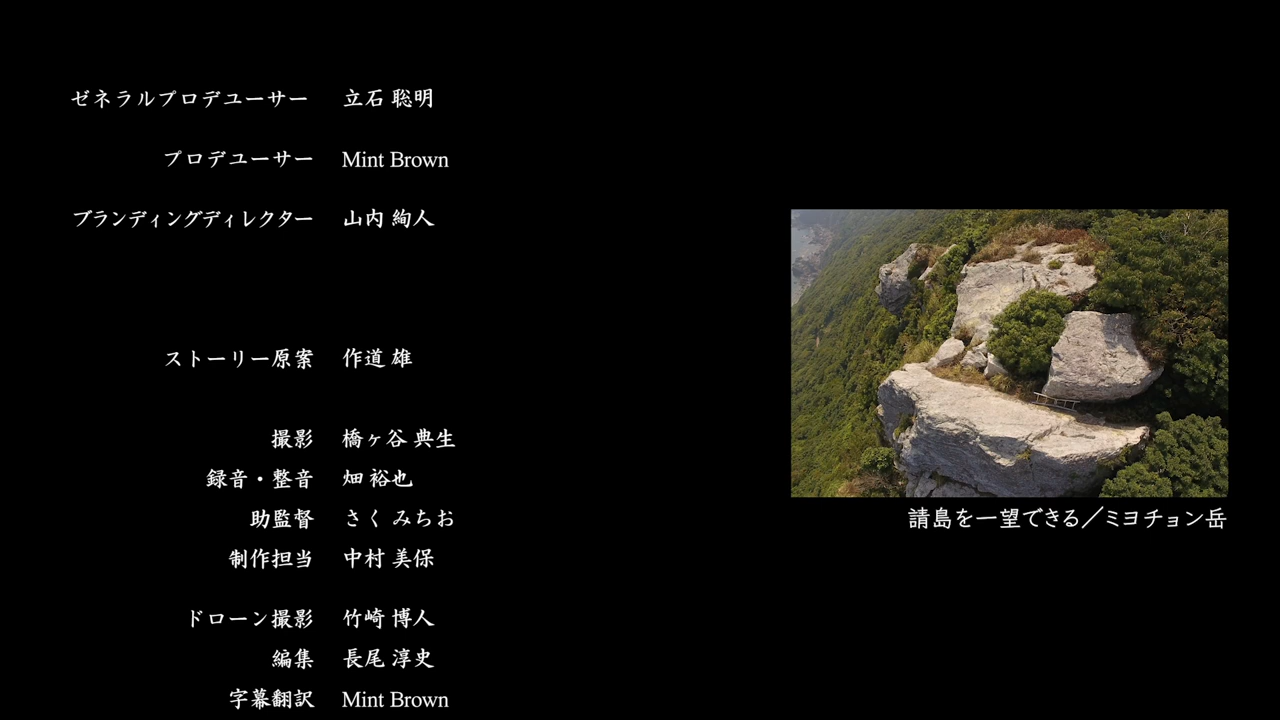 ゼネラルプロデューサー 立石 聡明
プロデューサー Mint Brown
ブランディングディレクター 山内 絢人
ストーリー原案 作道 雄
撮影 橋ヶ谷 典生
録音・整音 畑 裕也
助監督 さく みちお
制作担当 中村 美保
ドローン撮影 竹崎 博人
編集 長尾 淳史
字幕翻訳 Mint Brown
請島を一望できる／ミヨチョン岳